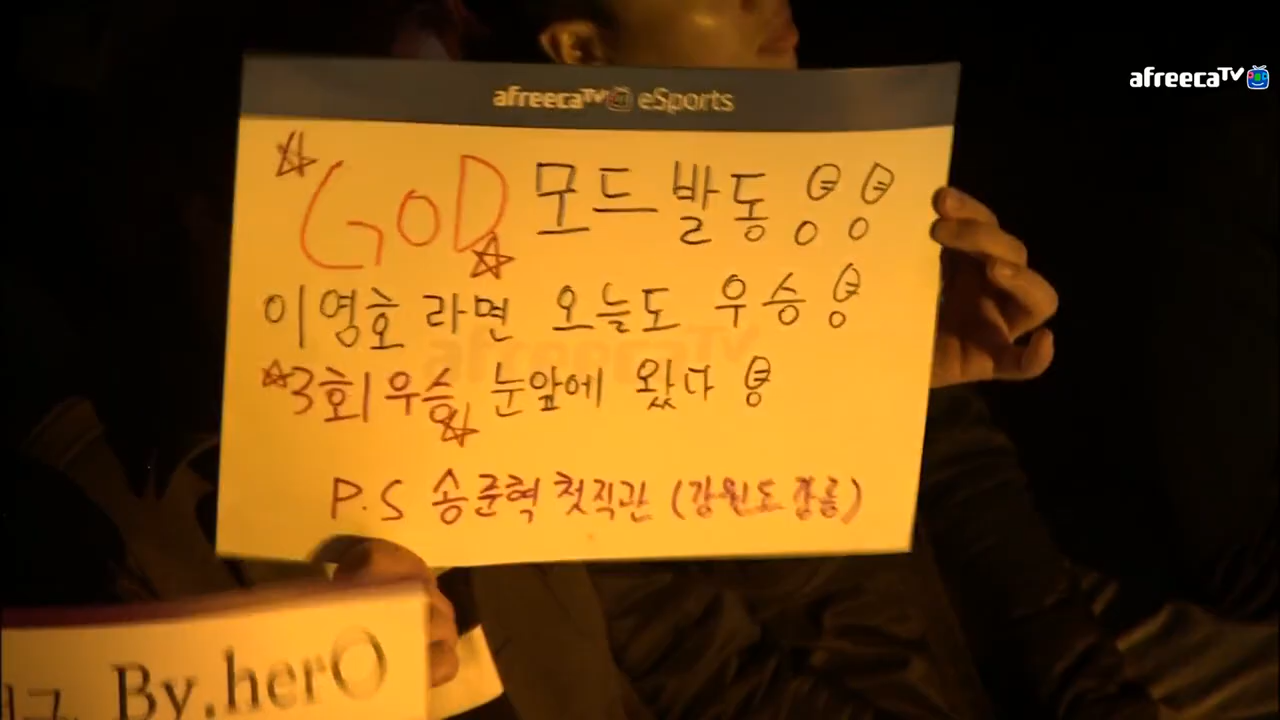 afreecaTV
afreecaTV eSports
☆GOD☆ 모드 발동!!
이영호 라면 오늘도 우승!
☆3회 우승☆ 눈앞에 왔다!
P.S 송준혁 첫직관 (강원도 강릉)
By.herO